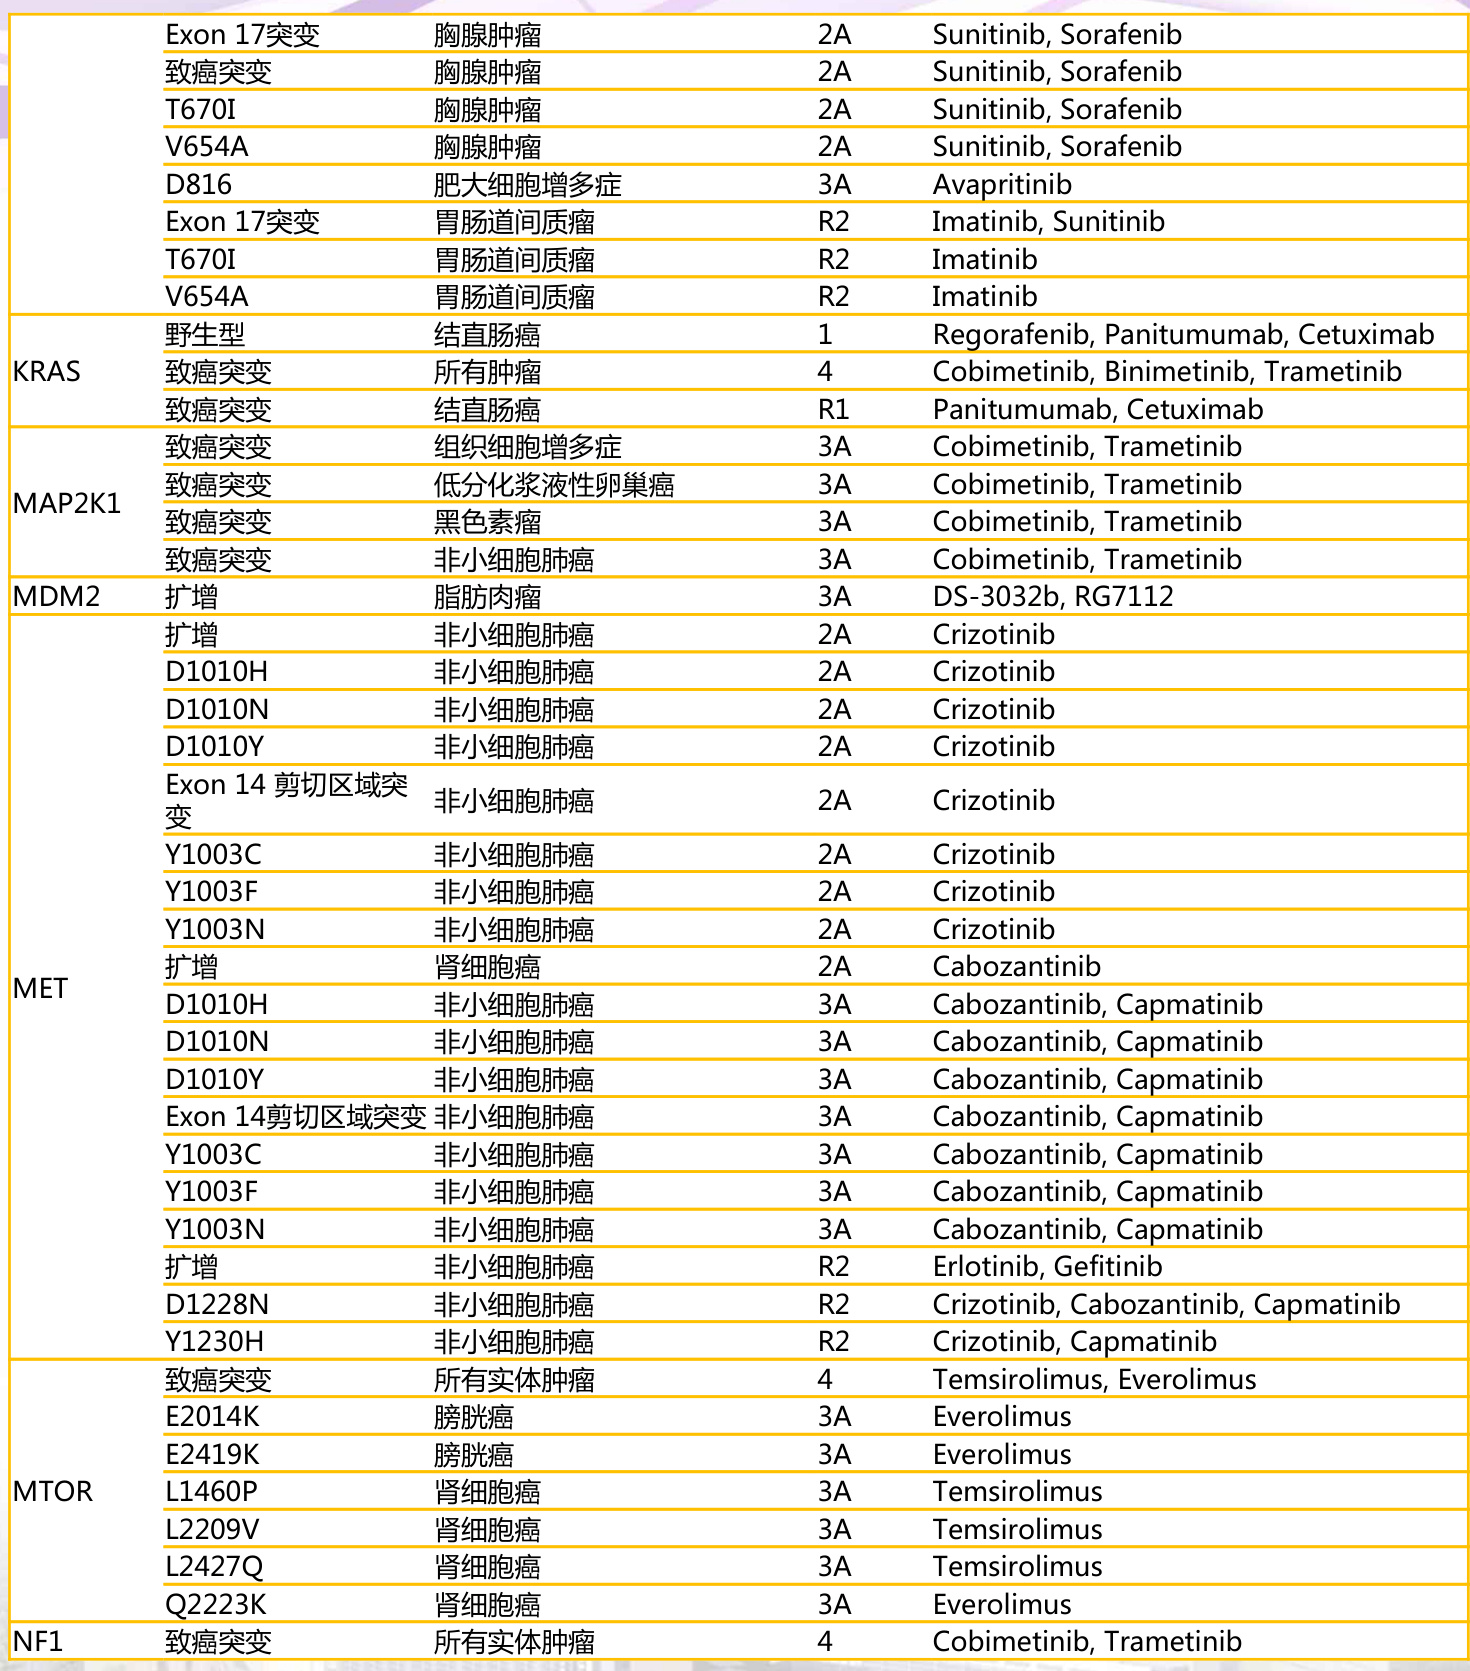 Exon 17突变 胸腺肿瘤 2A Sunitinib, Sorafenib
致癌突变 胸腺肿瘤 2A Sunitinib, Sorafenib
T670I 胸腺肿瘤 2A Sunitinib, Sorafenib
V654A 胸腺肿瘤 2A Sunitinib, Sorafenib
D816 肥大细胞增多症 3A Avapritinib
Exon 17突变 胃肠道间质瘤 R2 Imatinib, Sunitinib
T670I 胃肠道间质瘤 R2 Imatinib
V654A 胃肠道间质瘤 R2 Imatinib
野生型 结直肠癌 1 Regorafenib, Panitumumab, Cetuximab
KRAS 致癌突变 所有肿瘤 4 Cobimetinib, Binimetinib, Trametinib
致癌突变 结直肠癌 R1 Panitumumab, Cetuximab
致癌突变 组织细胞增多症 3A Cobimetinib, Trametinib
致癌突变 低分化浆液性卵巢癌 3A Cobimetinib, Trametinib
MAP2K1
致癌突变 黑色素瘤 3A Cobimetinib, Trametinib
致癌突变 非小细胞肺癌 3A Cobimetinib, Trametinib
MDM2 扩增 脂肪肉瘤 3A DS-3032b, RG7112
扩增 非小细胞肺癌 2A Crizotinib
D1010H 非小细胞肺癌 2A Crizotinib
D1010N 非小细胞肺癌 2A Crizotinib
D1010Y 非小细胞肺癌 2A Crizotinib
Exon 14 剪切区域突
变 非小细胞肺癌 2A Crizotinib
Y1003C 非小细胞肺癌 2A Crizotinib
Y1003F 非小细胞肺癌 2A Crizotinib
Y1003N 非小细胞肺癌 2A Crizotinib
扩增 肾细胞癌 2A Cabozantinib
MET
D1010H 非小细胞肺癌 3A Cabozantinib, Capmatinib
D1010N 非小细胞肺癌 3A Cabozantinib, Capmatinib
D1010Y 非小细胞肺癌 3A Cabozantinib, Capmatinib
Exon 14剪切区域突变 非小细胞肺癌 3A Cabozantinib, Capmatinib
Y1003C 非小细胞肺癌 3A Cabozantinib, Capmatinib
Y1003F 非小细胞肺癌 3A Cabozantinib, Capmatinib
Y1003N 非小细胞肺癌 3A Cabozantinib, Capmatinib
扩增 非小细胞肺癌 R2 Erlotinib, Gefitinib
D1228N 非小细胞肺癌 R2 Crizotinib, Cabozantinib, Capmatinib
Y1230H 非小细胞肺癌 R2 Crizotinib, Capmatinib
致癌突变 所有实体肿瘤 4 Temsirolimus, Everolimus
E2014K 膀胱癌 3A Everolimus
E2419K 膀胱癌 3A Everolimus
MTOR L1460P 肾细胞癌 3A Temsirolimus
L2209V 肾细胞癌 3A Temsirolimus
L2427Q 肾细胞癌 3A Temsirolimus
Q2223K 肾细胞癌 3A Everolimus
NF1 致癌突变 所有实体肿瘤 4 Cobimetinib, Trametinib